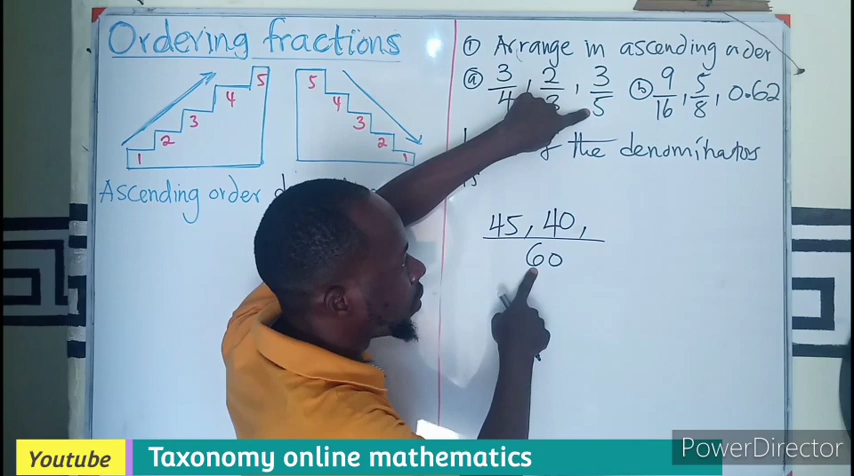 Ordering fractions
5
4
3
2
1
5
4
3
2
1
Ascending order
① Arrange in ascending order
ⓐ 3/4, 2/3, 3/5 ⓑ 9/16, 5/8, 0.62
the denominators
45, 40,
60
Youtube Taxonomy online mathematics
PowerDirector